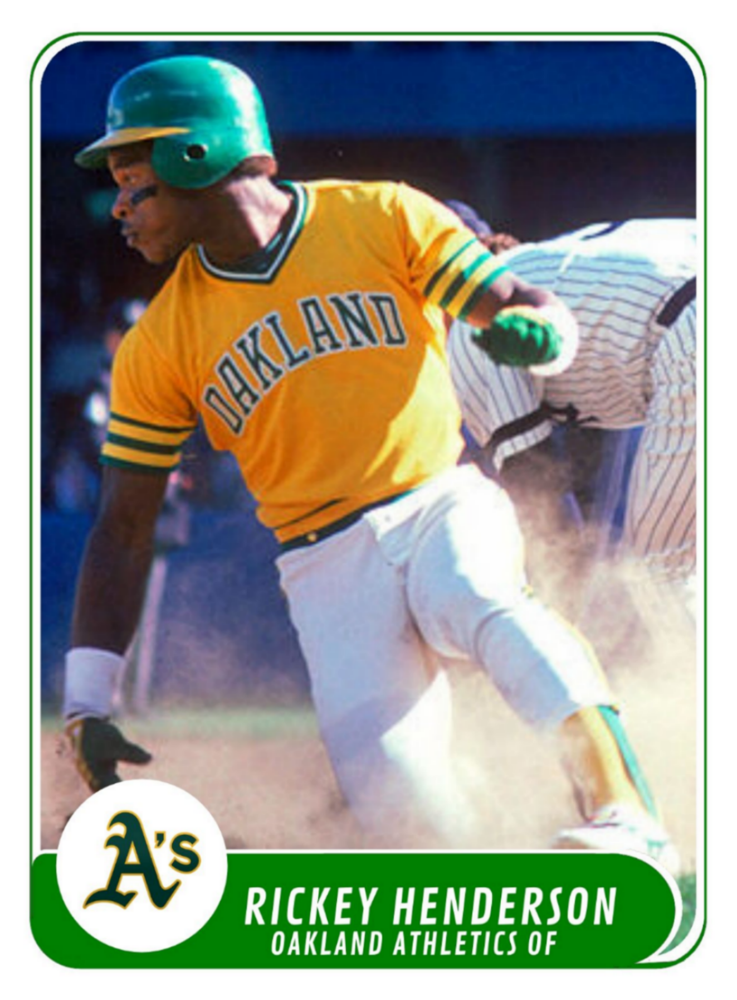 OAKLAND
A's
RICKEY HENDERSON
OAKLAND ATHLETICS OF